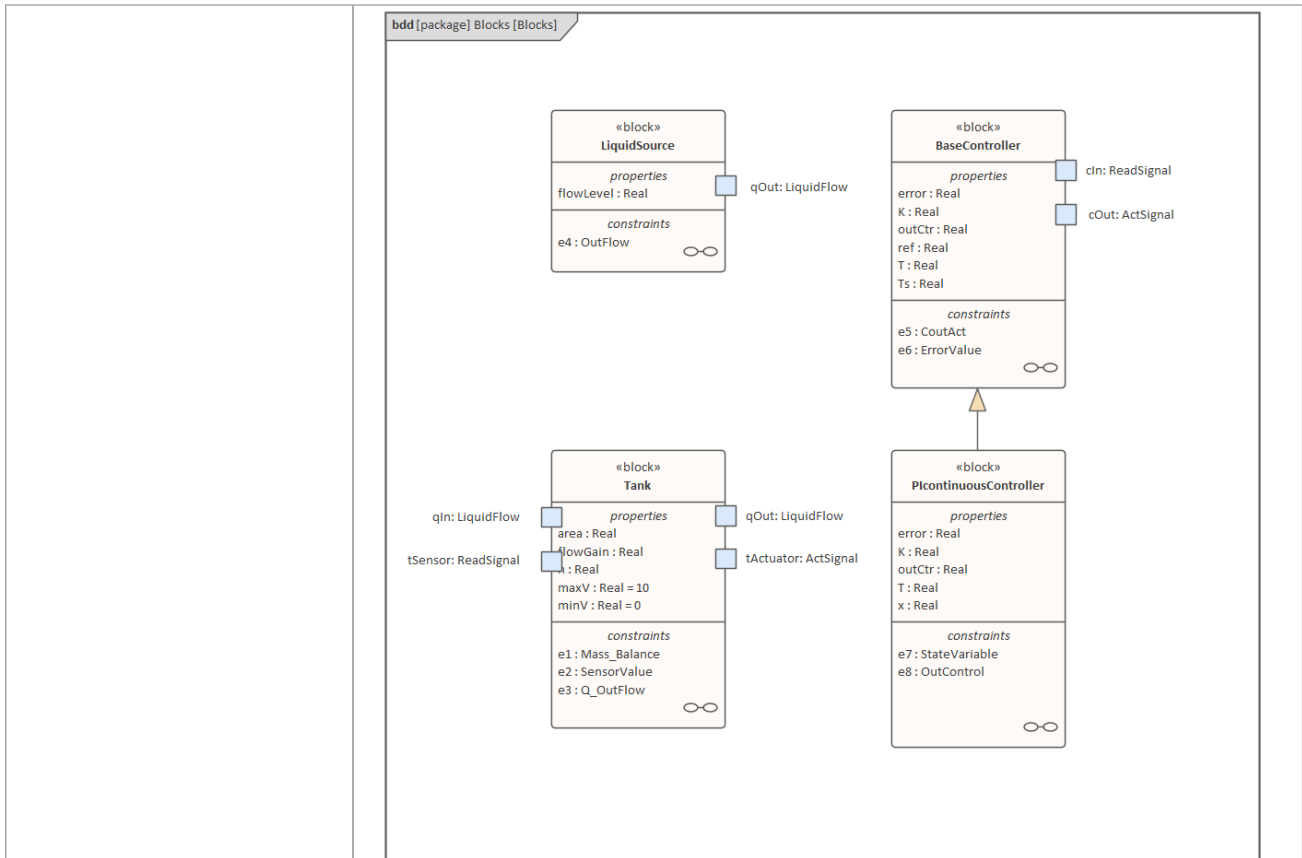 bdd [package] Blocks [Blocks]
«block»
LiquidSource
properties
flowLevel : Real
constraints
e4 : OutFlow
qOut: LiquidFlow
«block»
BaseController
properties
error : Real
K : Real
outCtr : Real
ref : Real
T : Real
Ts : Real
constraints
e5 : CoutAct
e6 : ErrorValue
cIn: ReadSignal
cOut: ActSignal
«block»
Tank
qIn: LiquidFlow
tSensor: ReadSignal
properties
area : Real
flowGain : Real
: Real
maxV : Real = 10
minV : Real = 0
constraints
e1 : Mass_Balance
e2 : SensorValue
e3 : Q_OutFlow
qOut: LiquidFlow
tActuator: ActSignal
«block»
PIcontinuousController
properties
error : Real
K : Real
outCtr : Real
T : Real
x : Real
constraints
e7 : StateVariable
e8 : OutControl